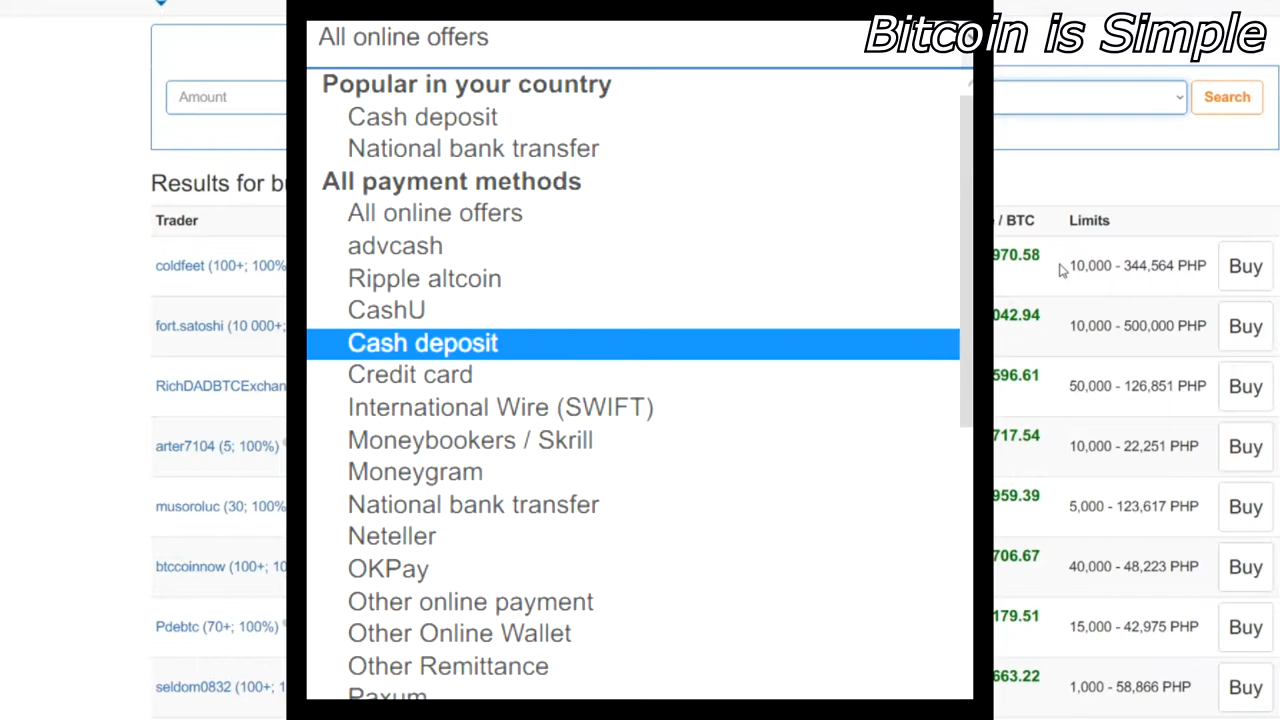 Bitcoin is Simple
All online offers
Popular in your country
Cash deposit
National bank transfer
All payment methods
All online offers
advcash
Ripple altcoin
CashU
Cash deposit
Credit card
International Wire (SWIFT)
Moneybookers / Skrill
Moneygram
National bank transfer
Neteller
OKPay
Other online payment
Other Online Wallet
Other Remittance
Paxum
Amount
Search
Results for
Trader / BTC Limits
coldfeet (100+; 100% 970.58 10,000 - 344,564 PHP Buy
fort.satoshi (10 000+; 042.94 10,000 - 500,000 PHP Buy
RichDADBTCExchan 596.61 50,000 - 126,851 PHP Buy
arter7104 (5; 100%) 717.54 10,000 - 22,251 PHP Buy
musoroluc (30; 100% 959.39 5,000 - 123,617 PHP Buy
btccoinnow (100+; 10 706.67 40,000 - 48,223 PHP Buy
Pdebtc (70+; 100%) 179.51 15,000 - 42,975 PHP Buy
seldom0832 (100+; 1 663.22 1,000 - 58,866 PHP Buy